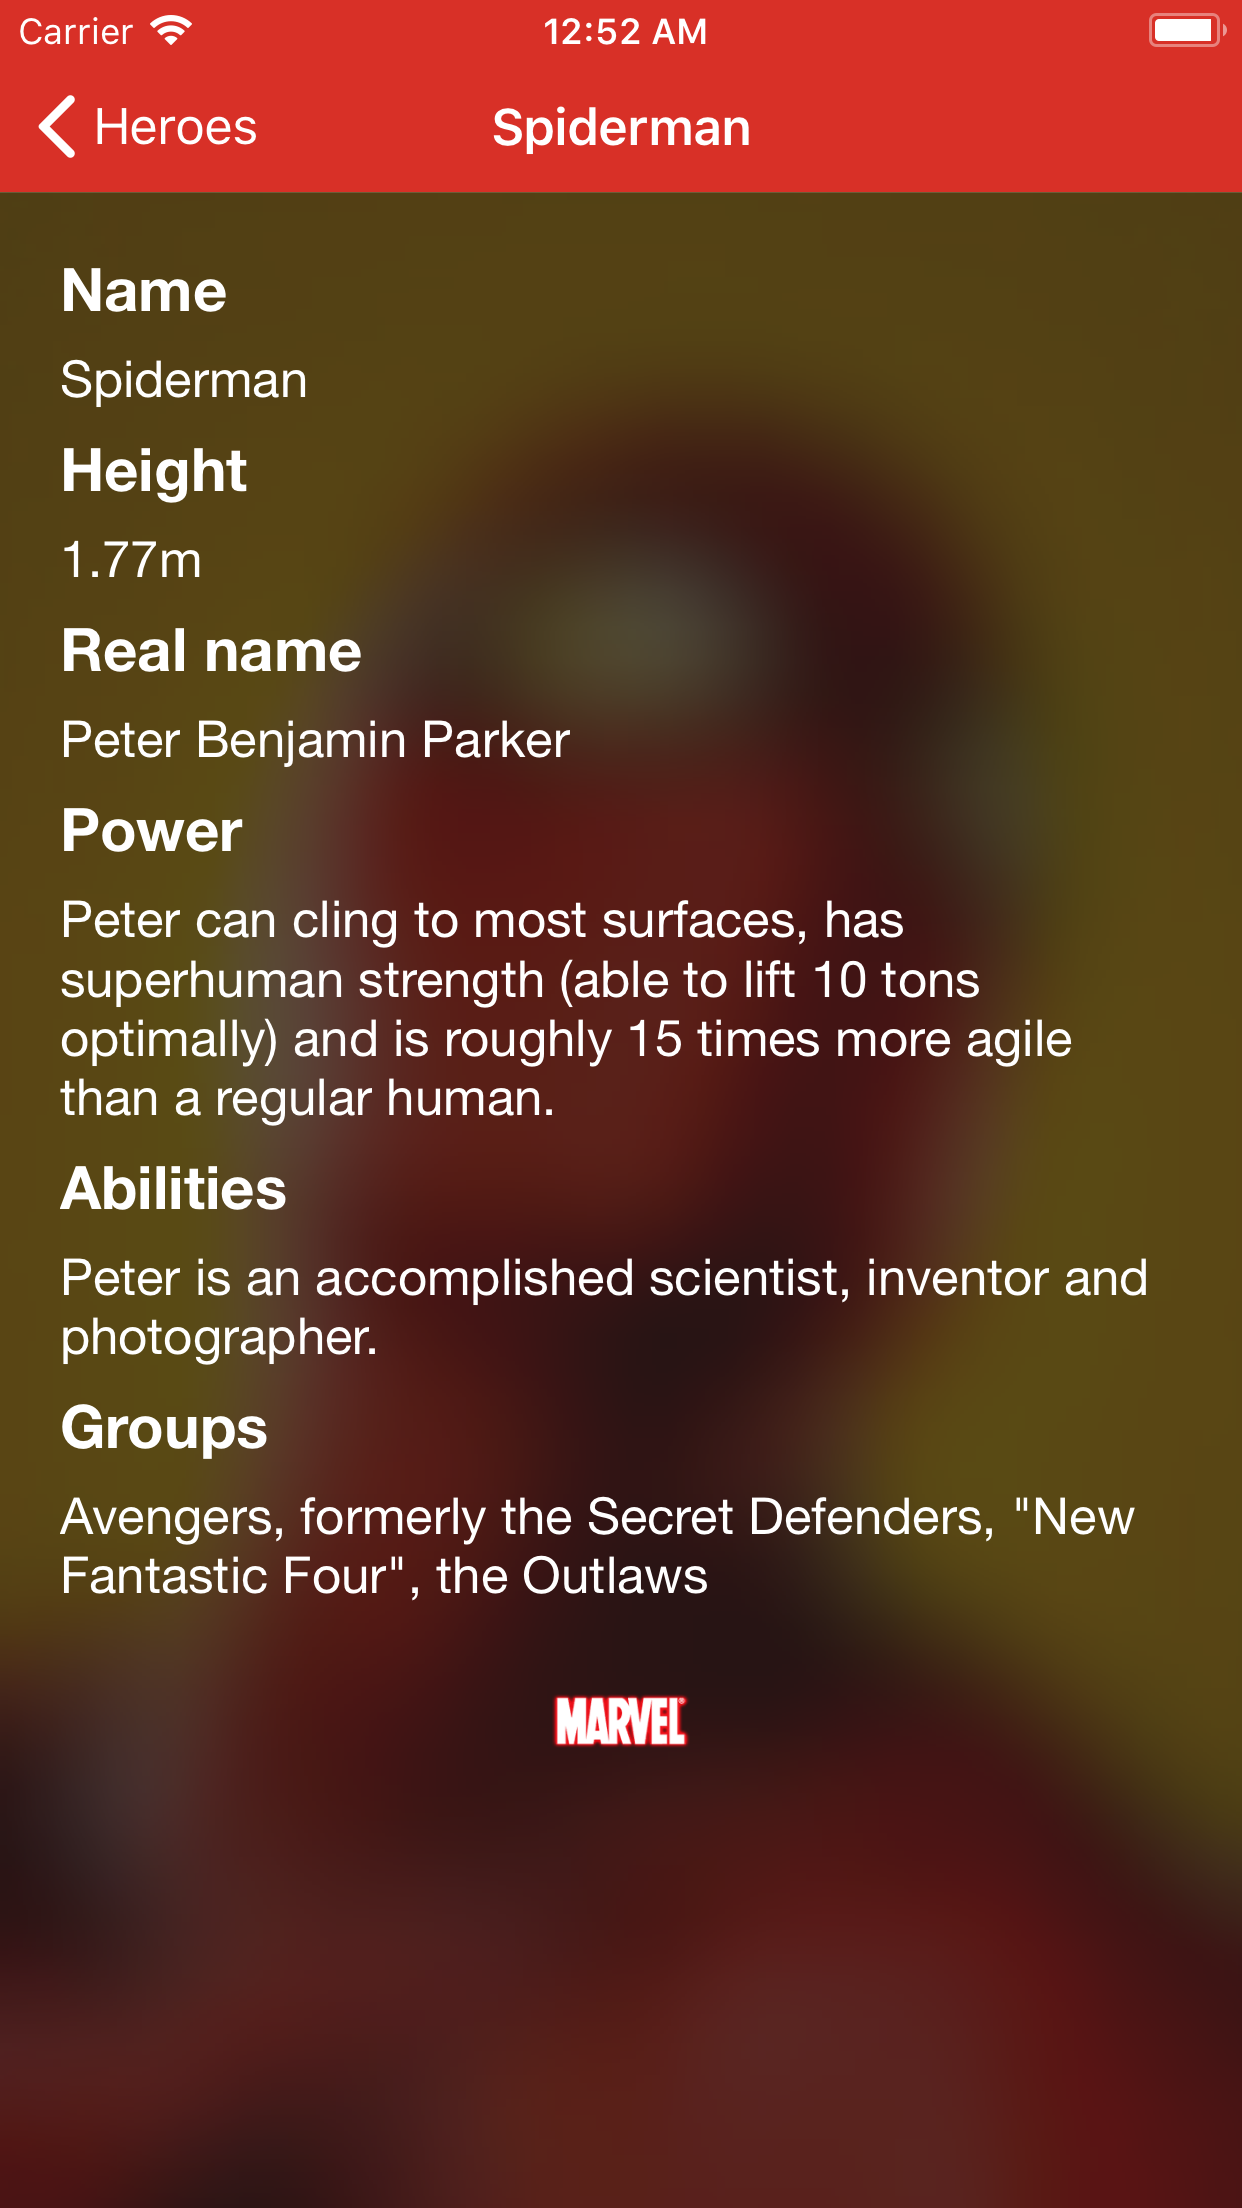 Carrier
12:52 AM
Heroes
Spiderman
Name
Spiderman
Height
1.77m
Real name
Peter Benjamin Parker
Power
Peter can cling to most surfaces, has
superhuman strength (able to lift 10 tons
optimally) and is roughly 15 times more agile
than a regular human.
Abilities
Peter is an accomplished scientist, inventor and
photographer.
Groups
Avengers, formerly the Secret Defenders, "New
Fantastic Four", the Outlaws
MARVEL®